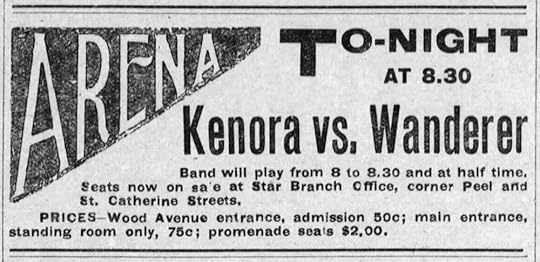 ARENA
TO-NIGHT
AT 8.30
Kenora vs. Wanderer
Band will play from 8 to 8.30 and at half time.
Seats now on sale at Star Branch Office, corner Peel and
St. Catherine Streets.
PRICES—Wood Avenue entrance, admission 50c; main entrance,
standing room only, 75c; promenade seats $2.00.